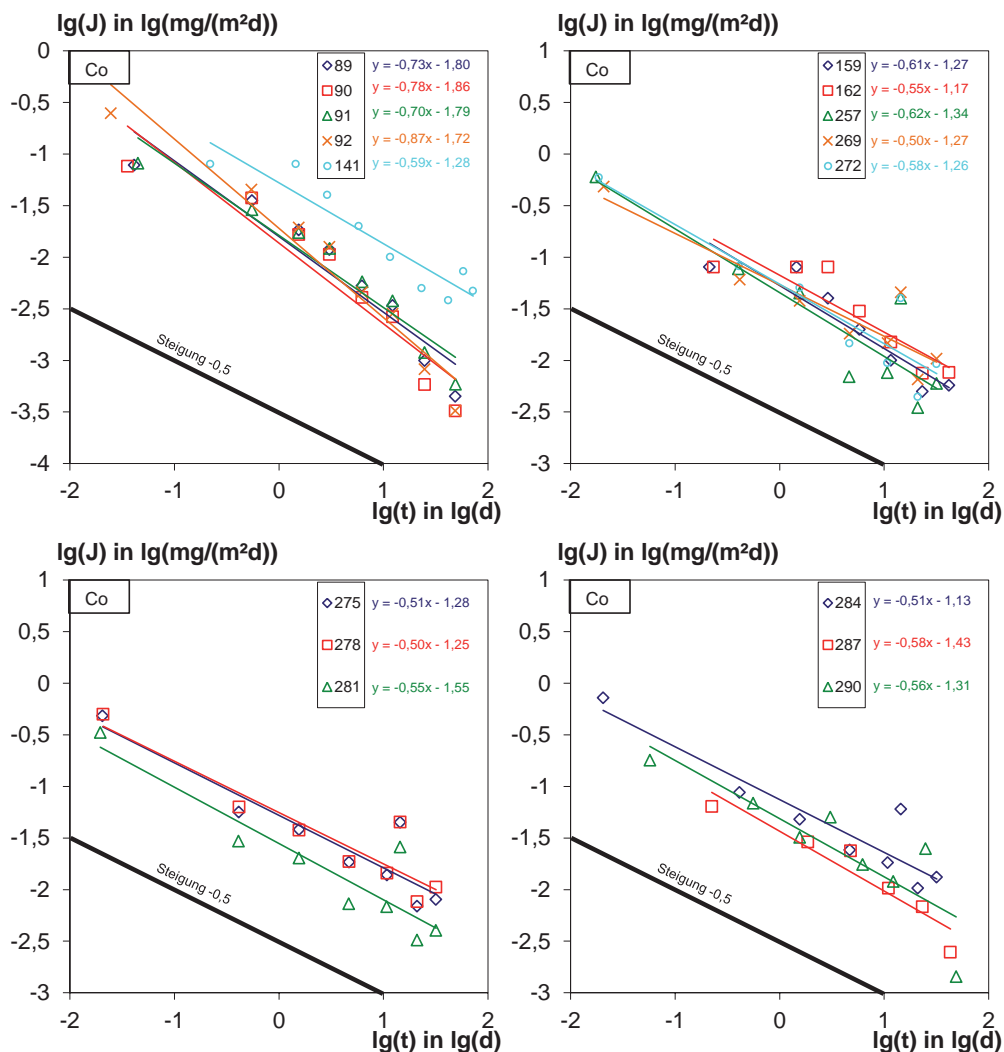 lg(J) in lg(mg/(m²d))
0
-0,5
-1
-1,5
-2
-2,5
-3
-3,5
-4
-2
-1
0
1
2
lg(t) in lg(d)
Co
89 y = -0,73x - 1,80
90 y = -0,78x - 1,86
91 y = -0,70x - 1,79
92 y = -0,87x - 1,72
141 y = -0,59x - 1,28
Steigung -0,5
lg(J) in lg(mg/(m²d))
1
0,5
0
-0,5
-1
-1,5
-2
-2,5
-3
-2
-1
0
1
2
lg(t) in lg(d)
Co
159 y = -0,61x - 1,27
162 y = -0,55x - 1,17
257 y = -0,62x - 1,34
269 y = -0,50x - 1,27
272 y = -0,58x - 1,26
Steigung -0,5
lg(J) in lg(mg/(m²d))
1
0,5
0
-0,5
-1
-1,5
-2
-2,5
-3
-2
-1
0
1
2
lg(t) in lg(d)
Co
275 y = -0,51x - 1,28
278 y = -0,50x - 1,25
281 y = -0,55x - 1,55
Steigung -0,5
lg(J) in lg(mg/(m²d))
1
0,5
0
-0,5
-1
-1,5
-2
-2,5
-3
-2
-1
0
1
2
lg(t) in lg(d)
Co
284 y = -0,51x - 1,13
287 y = -0,58x - 1,43
290 y = -0,56x - 1,31
Steigung -0,5